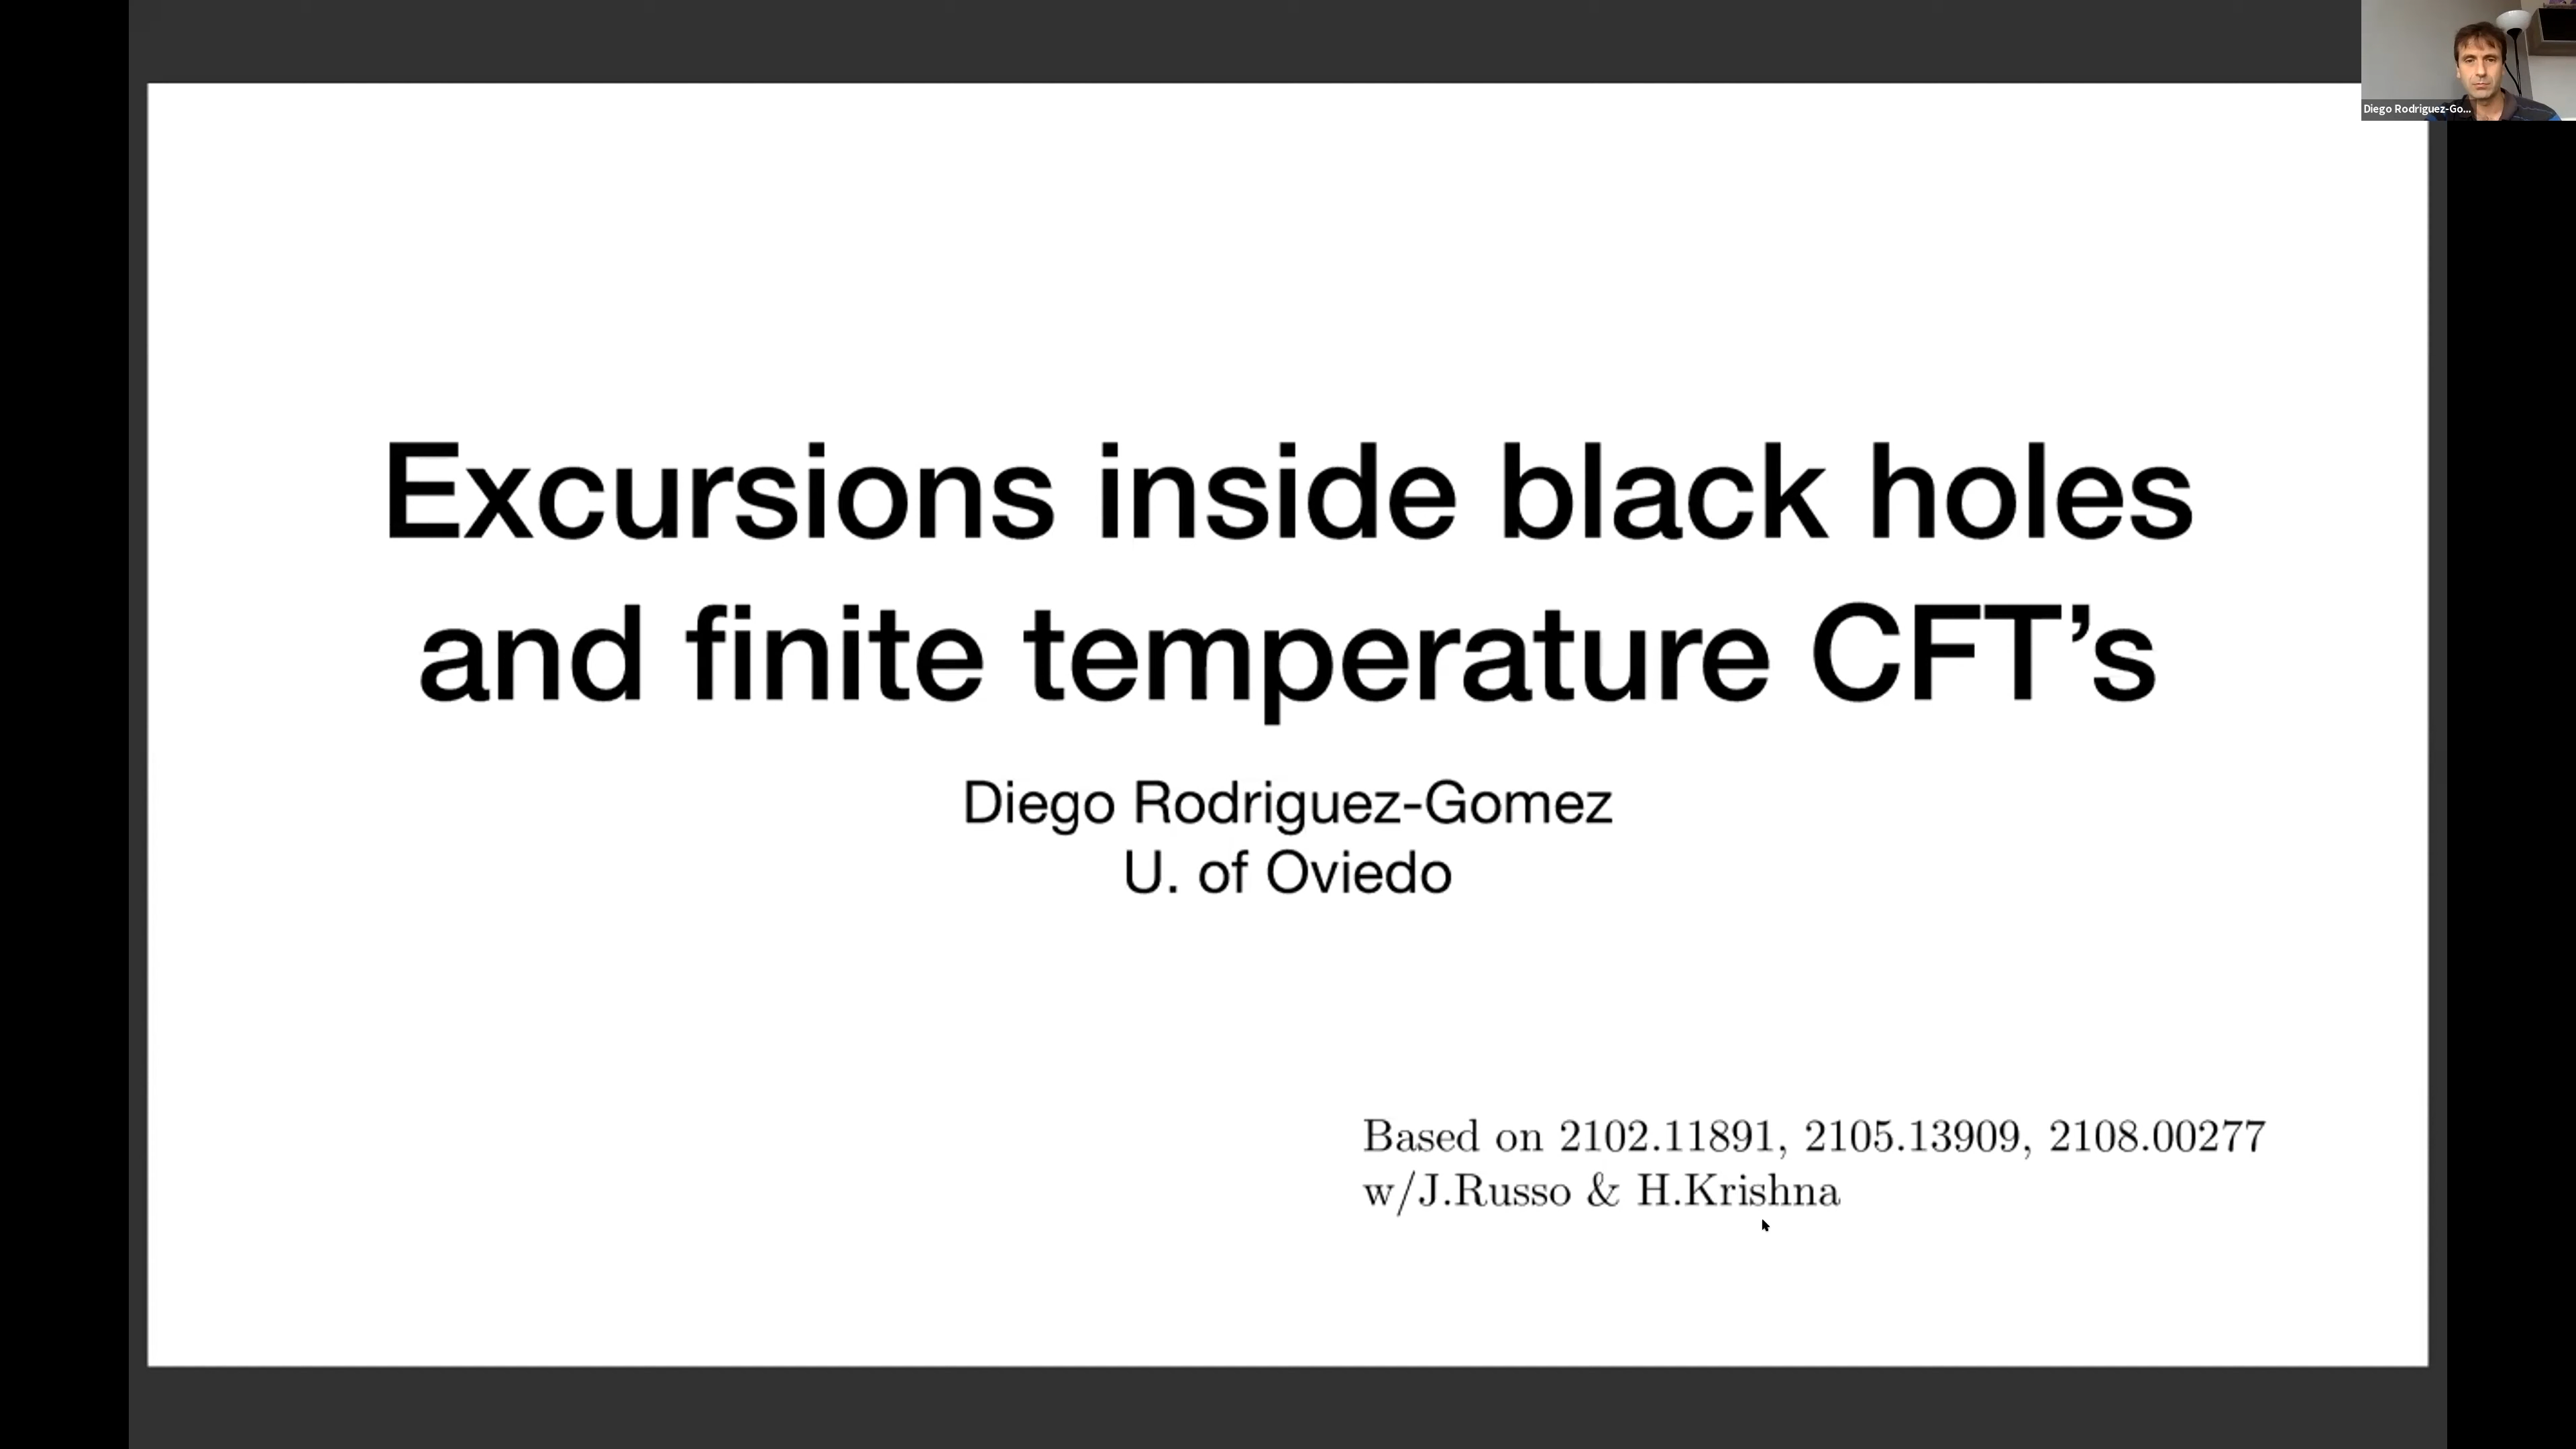 Diego Rodriguez-Go...
Excursions inside black holes
and finite temperature CFT’s
Diego Rodriguez-Gomez
U. of Oviedo
Based on 2102.11891, 2105.13909, 2108.00277
w/J.Russo & H.Krishna